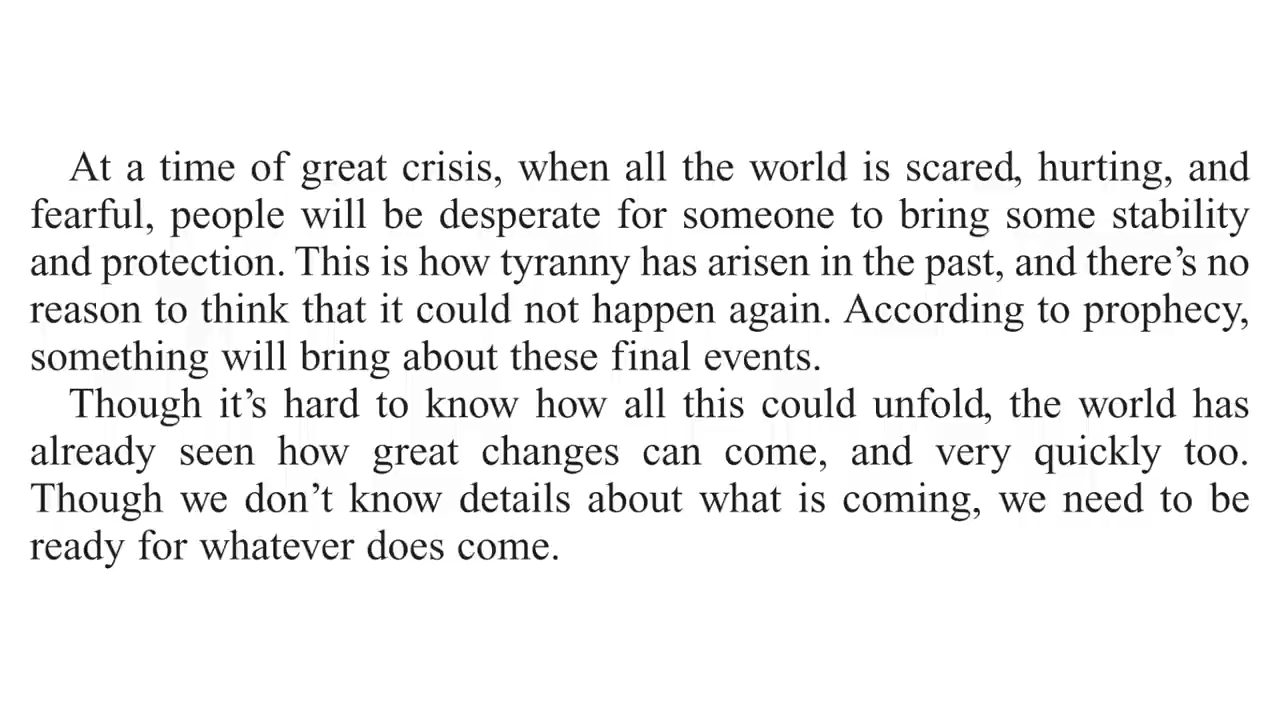 At a time of great crisis, when all the world is scared, hurting, and
fearful, people will be desperate for someone to bring some stability
and protection. This is how tyranny has arisen in the past, and there’s no
reason to think that it could not happen again. According to prophecy,
something will bring about these final events.
Though it’s hard to know how all this could unfold, the world has
already seen how great changes can come, and very quickly too.
Though we don’t know details about what is coming, we need to be
ready for whatever does come.